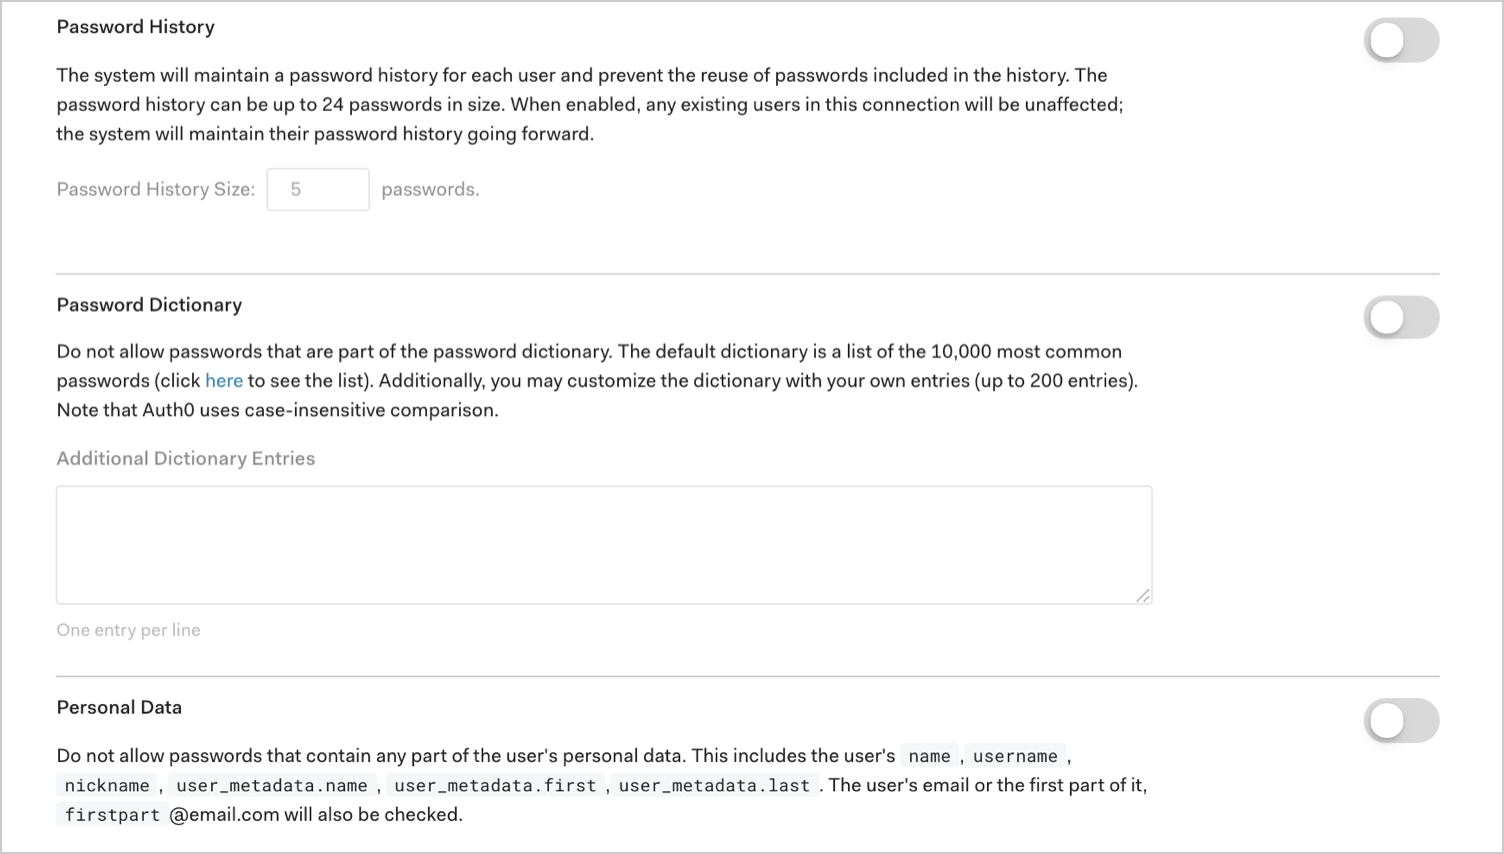 Password History
The system will maintain a password history for each user and prevent the reuse of passwords included in the history. The
password history can be up to 24 passwords in size. When enabled, any existing users in this connection will be unaffected;
the system will maintain their password history going forward.
Password History Size: 5 passwords.
Password Dictionary
Do not allow passwords that are part of the password dictionary. The default dictionary is a list of the 10,000 most common
passwords (click here to see the list). Additionally, you may customize the dictionary with your own entries (up to 200 entries).
Note that Auth0 uses case-insensitive comparison.
Additional Dictionary Entries
One entry per line
Personal Data
Do not allow passwords that contain any part of the user's personal data. This includes the user's name , username ,
nickname , user_metadata.name , user_metadata.first , user_metadata.last . The user's email or the first part of it,
firstpart @email.com will also be checked.